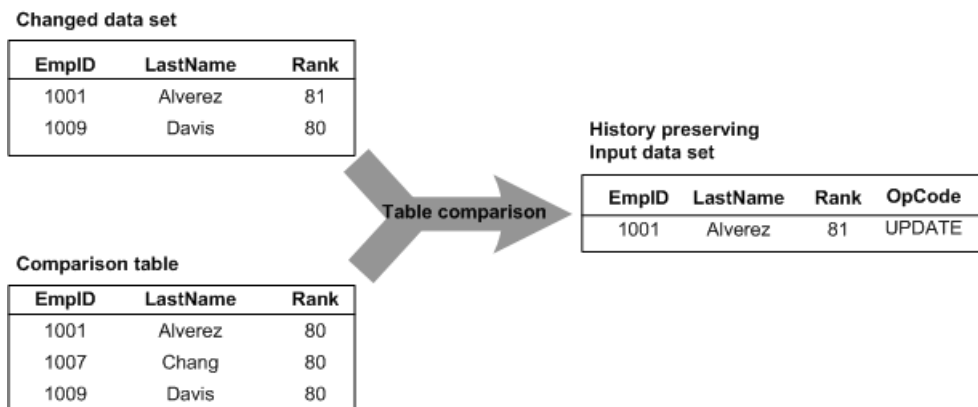 Changed data set
EmpID LastName Rank
1001 Alverez 81
1009 Davis 80
Comparison table
EmpID LastName Rank
1001 Alverez 80
1007 Chang 80
1009 Davis 80
Table comparison
History preserving
Input data set
EmpID LastName Rank OpCode
1001 Alverez 81 UPDATE